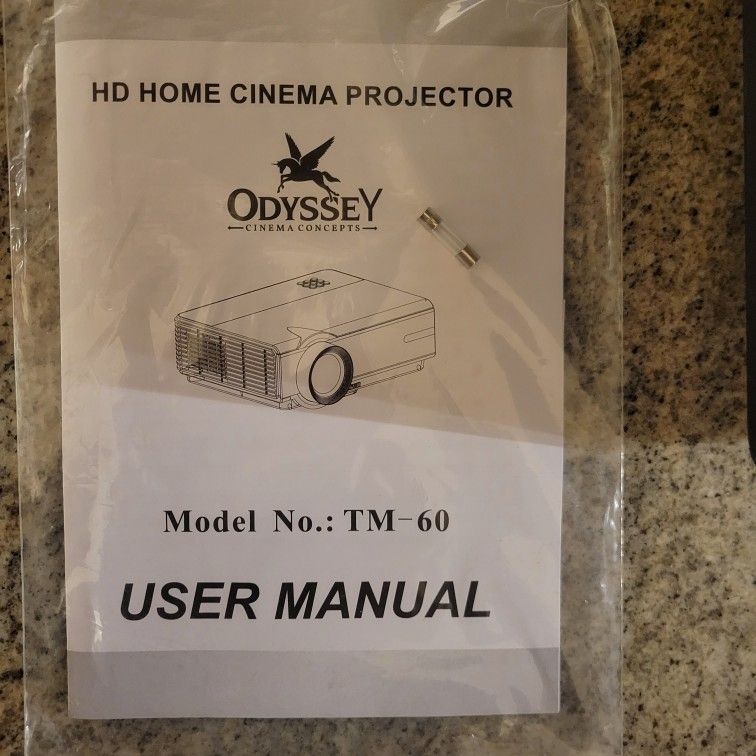 HD HOME CINEMA PROJECTOR
ODYSSEY
CINEMA CONCEPTS
Model No.: TM-60
USER MANUAL